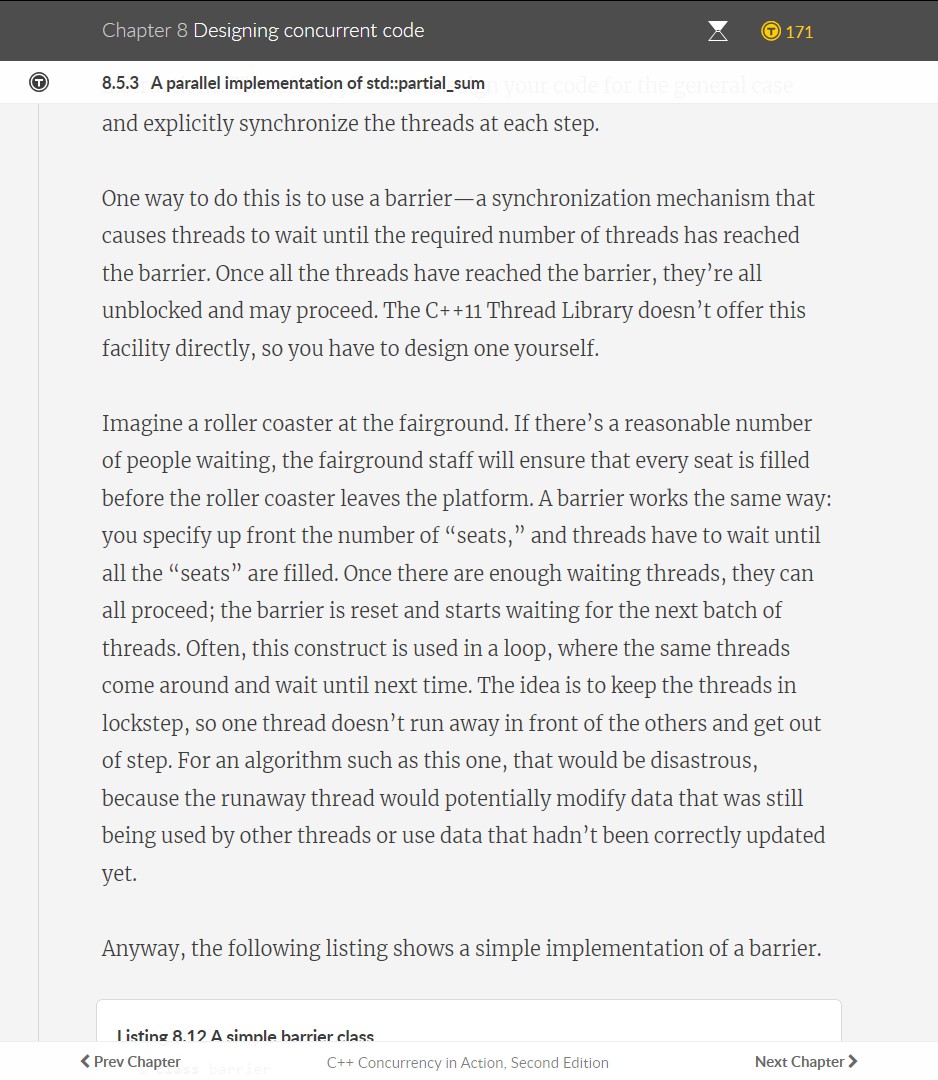 Chapter 8 Designing concurrent code
171
8.5.3 A parallel implementation of std::partial_sum
your code for the general case
and explicitly synchronize the threads at each step.
One way to do this is to use a barrier—a synchronization mechanism that
causes threads to wait until the required number of threads has reached
the barrier. Once all the threads have reached the barrier, they’re all
unblocked and may proceed. The C++11 Thread Library doesn’t offer this
facility directly, so you have to design one yourself.
Imagine a roller coaster at the fairground. If there’s a reasonable number
of people waiting, the fairground staff will ensure that every seat is filled
before the roller coaster leaves the platform. A barrier works the same way:
you specify up front the number of “seats,” and threads have to wait until
all the “seats” are filled. Once there are enough waiting threads, they can
all proceed; the barrier is reset and starts waiting for the next batch of
threads. Often, this construct is used in a loop, where the same threads
come around and wait until next time. The idea is to keep the threads in
lockstep, so one thread doesn’t run away in front of the others and get out
of step. For an algorithm such as this one, that would be disastrous,
because the runaway thread would potentially modify data that was still
being used by other threads or use data that hadn’t been correctly updated
yet.
Anyway, the following listing shows a simple implementation of a barrier.
Listing 8.12 A simple barrier class
class barrier
Prev Chapter
C++ Concurrency in Action, Second Edition
Next Chapter